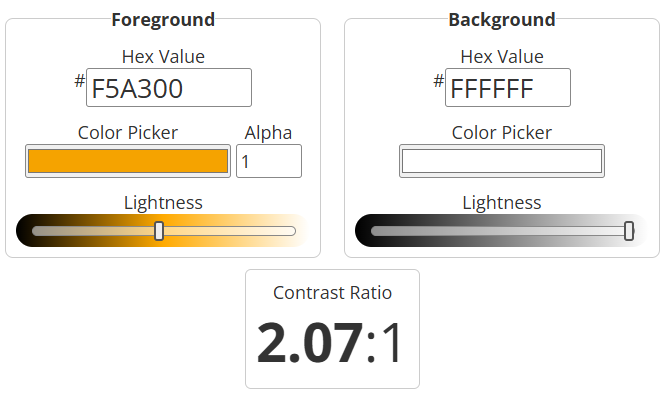 Foreground
Hex Value
# F5A300
Color Picker Alpha
1
Lightness
Background
Hex Value
# FFFFFF
Color Picker
Lightness
Contrast Ratio
2.07:1